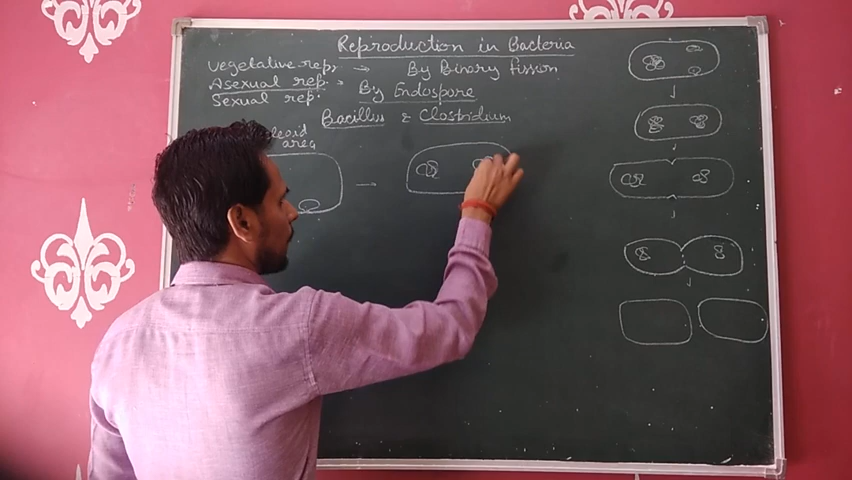 Reproduction in Bacteria
Vegetative rep. → By Binary fission
Asexual rep. → By Endospore
Sexual rep.
Bacillus & Clostridium
area